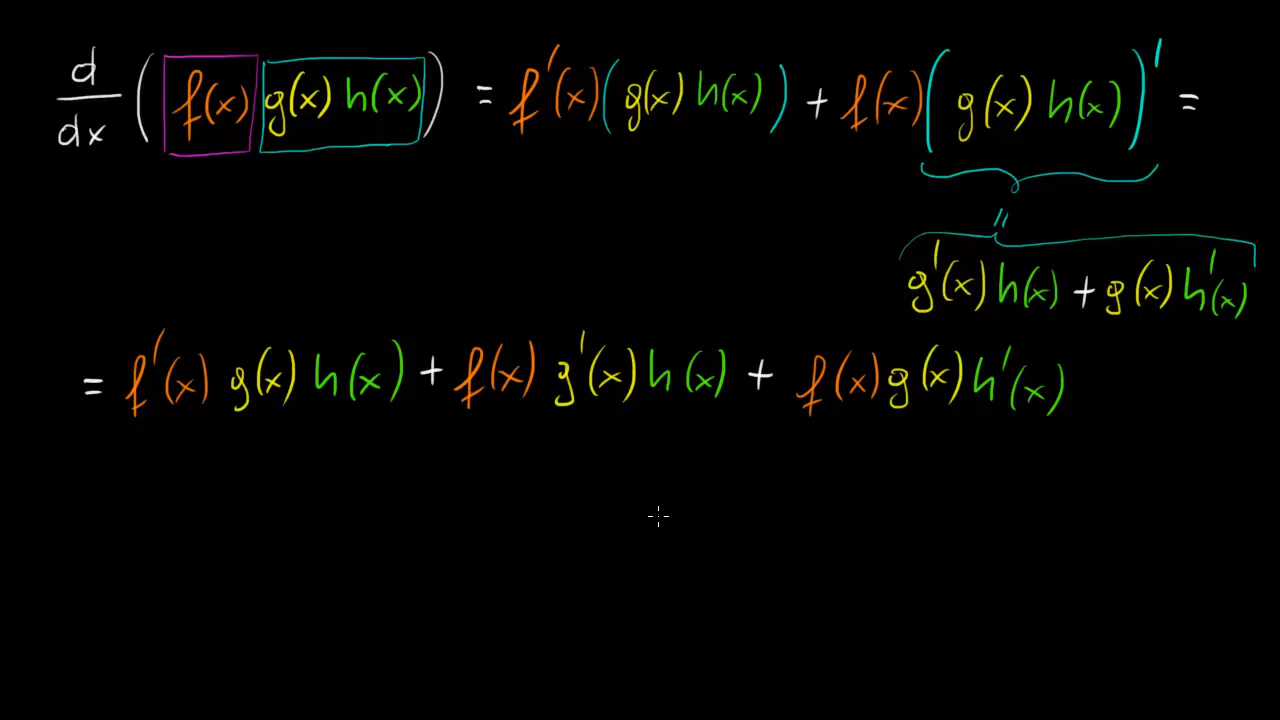 d/dx ( f(x) g(x) h(x) ) = f'(x) ( g(x) h(x) ) + f(x) ( g(x) h(x) )' =
=
g'(x) h(x) + g(x) h'(x)
= f'(x) g(x) h(x) + f(x) g'(x) h(x) + f(x) g(x) h'(x)